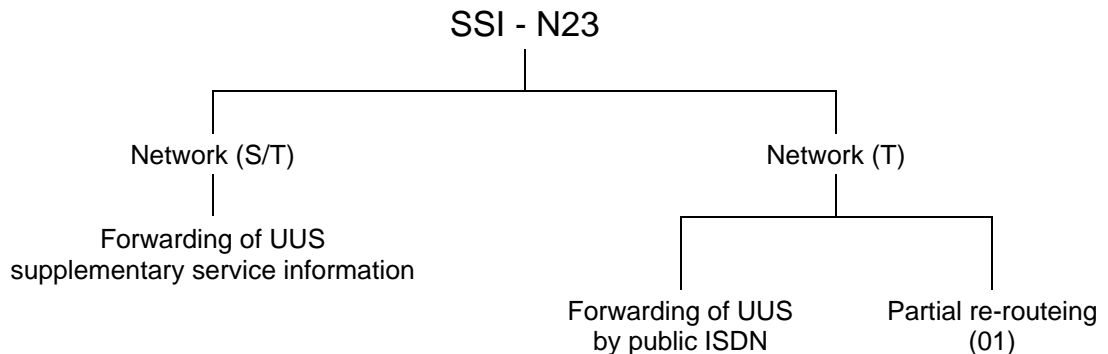 SSI - N23
Network (S/T)
Network (T)
Forwarding of UUS
supplementary service information
Forwarding of UUS
by public ISDN
Partial re-routeing
(01)